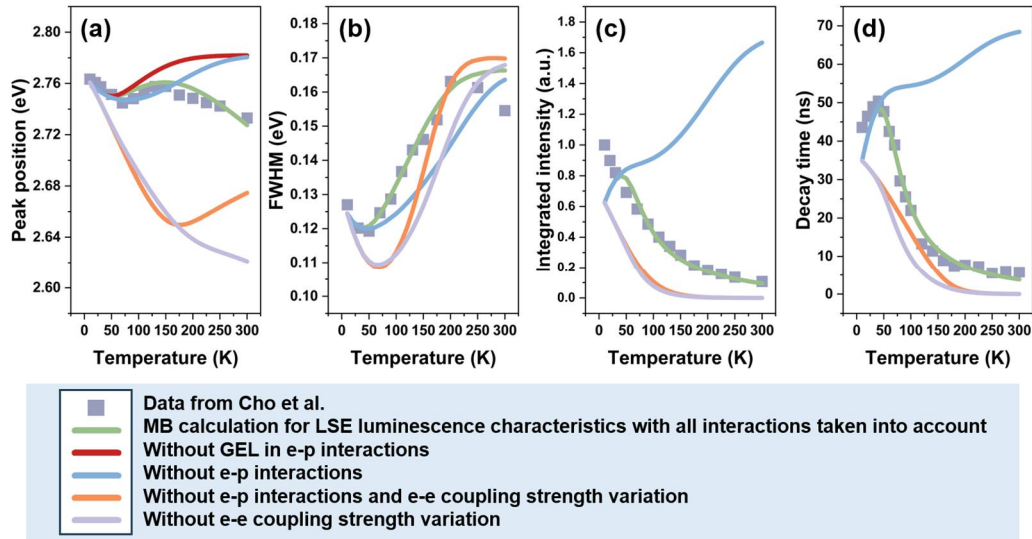 (a)
2.80
2.76
2.72
2.68
2.64
2.60
Peak position (eV)
0 50 100 150 200 250 300
Temperature (K)
(b)
0.18
0.17
0.16
0.15
0.14
0.13
0.12
0.11
0.10
FWHM (eV)
0 50 100 150 200 250 300
Temperature (K)
(c)
1.8
1.6
1.4
1.2
1.0
0.8
0.6
0.4
0.2
0.0
Integrated intensity (a.u.)
0 50 100 150 200 250 300
Temperature (K)
(d)
70
60
50
40
30
20
10
0
Decay time (ns)
0 50 100 150 200 250 300
Temperature (K)
Data from Cho et al.
MB calculation for LSE luminescence characteristics with all interactions taken into account
Without GEL in e-p interactions
Without e-p interactions
Without e-p interactions and e-e coupling strength variation
Without e-e coupling strength variation